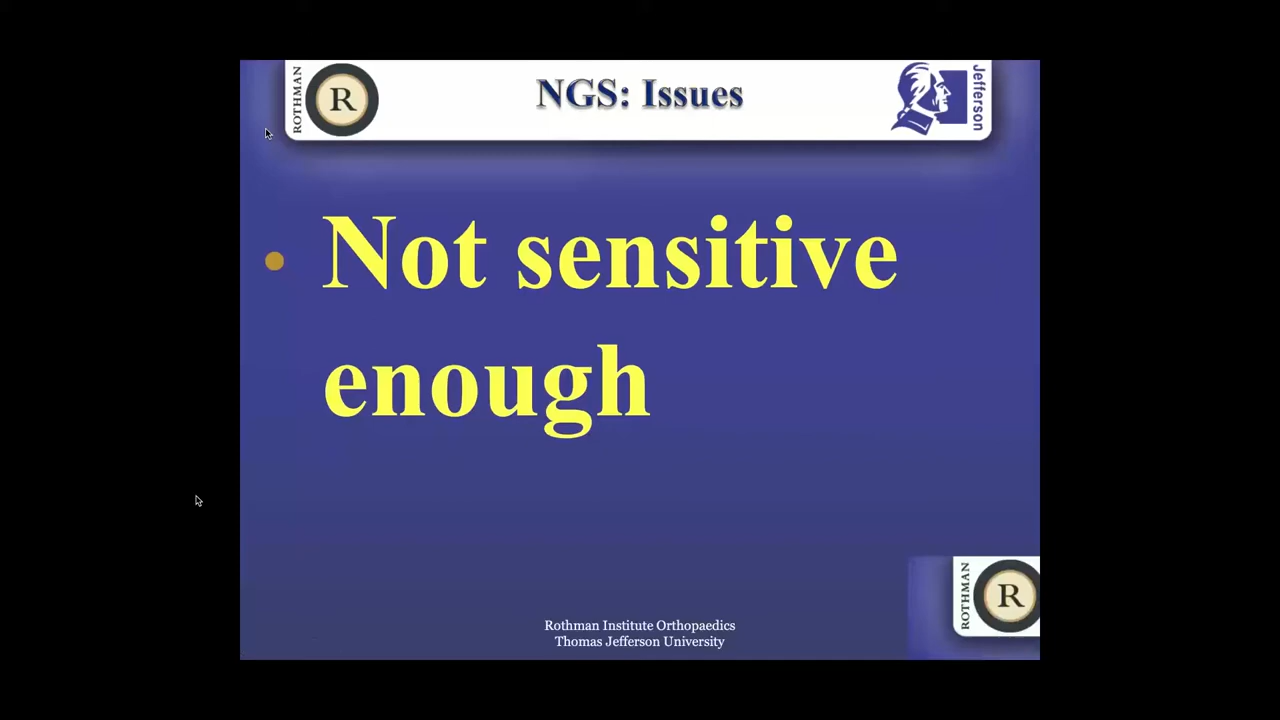 ROTHMAN
R
NGS: Issues
Jefferson
Not sensitive
enough
ROTHMAN
R
Rothman Institute Orthopaedics
Thomas Jefferson University